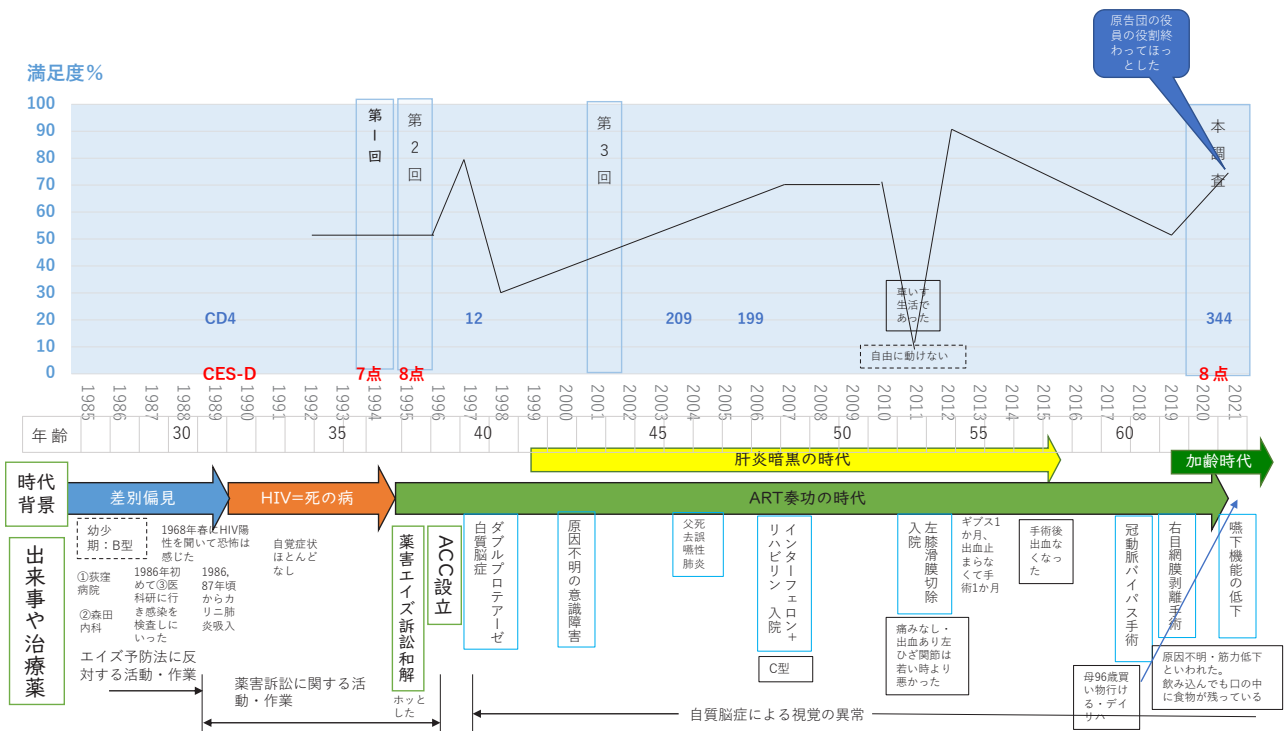 原告団の役
員の役割終
わってほっ
とした
満足度%
100
90
80
70
60
50
40
30
20
10
0
第1回
第2回
第3回
本調査
車いす
生活で
あった
自由に動けない
CD4
12
209
199
344
CES-D
7点
8点
8点
1985
1986
1987
1988
1989
1990
1992
1993
1994
1995
1996
1997
1998
1999
2000
2001
2002
2003
2004
2005
2006
2007
2008
2009
2010
2011
2012
2013
2014
2015
2016
2017
2018
2019
2020
2021
年齢
30
35
40
45
50
55
60
肝炎暗黒の時代
加齢時代
時代
背景
差別偏見
HIV=死の病
ART奏功の時代
出来事や治療薬
幼少
期:B型
1968年春にHIV陽
性を聞いて恐怖は
感じた
自覚症状
ほとんど
なし
①荻窪
病院
②森田
内科
1986年初
めて③医
科研に行
き感染を
検査しに
いった
1986,
87年頃
からカ
リニ肺
炎吸入
エイズ予防法に反
対する活動・作業
薬害訴訟に関する活
動・作業
薬害エイズ訴訟和解
ホッと
した
ACC設立
ダブルプロテアーゼ
白質脳症
原因不明の意識障害
父死
去誤
嚥性
肺炎
インターフェロン+
リハビリン 入院
C型
左膝滑膜切除
入院
痛みなし・
出血あり左
ひざ関節は
若い時より
悪かった
ギプス1
か月、
出血止
まらな
くて手
術1か月
手術後
出血な
くなっ
た
冠動脈バイパス手術
右目網膜剥離手術
嚥下機能の低下
母96歳買
い物行け
る・デイ
リハ
原因不明・筋力低下
といわれた。
飲み込んでも口の中
に食物が残っている
自質脳症による視覚の異常